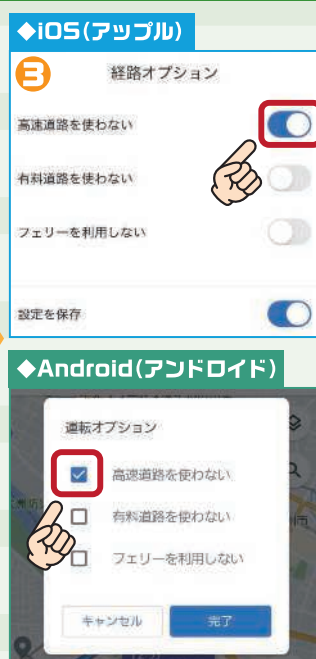 ◆iOS(アップル)
3
経路オプション
高速道路を使わない
有料道路を使わない
フェリーを利用しない
設定を保存
◆Android(アンドロイド)
運転オプション
高速道路を使わない
有料道路を使わない
フェリーを利用しない
キャンセル 完了